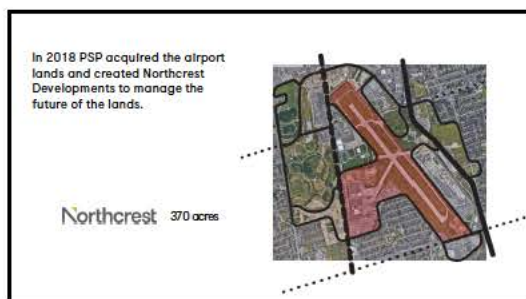 In 2018 PSP acquired the airport
lands and created Northcrest
Developments to manage the
future of the lands.
Northcrest 370 acres